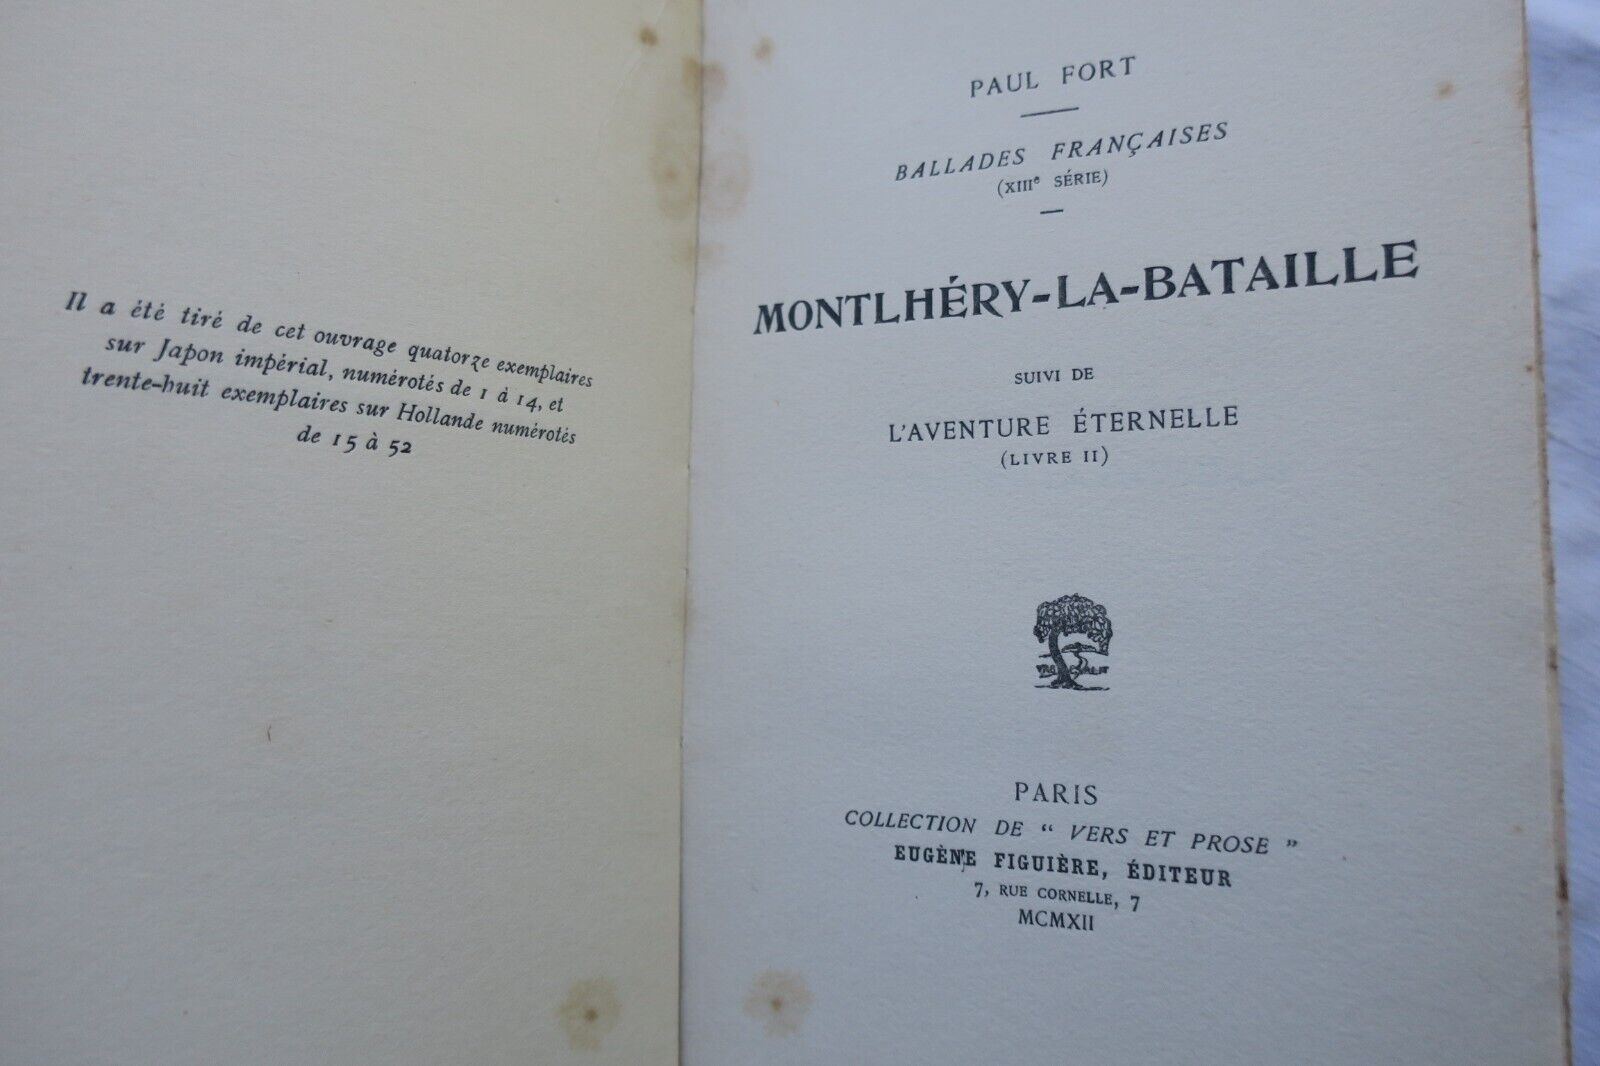 Il a été tiré de cet ouvrage quatorze exemplaires
sur Japon impérial, numérotés de 1 à 14, et
trente-huit exemplaires sur Hollande numérotés
de 15 à 52
PAUL FORT
BALLADES FRANÇAISES
(XIIIe SÉRIE)
MONTLHÉRY-LA-BATAILLE
SUIVI DE
L'AVENTURE ÉTERNELLE
(LIVRE II)
PARIS
COLLECTION DE " VERS ET PROSE "
EUGÈNE FIGUIÈRE, ÉDITEUR
7, RUE CORNELLE, 7
MCMXII